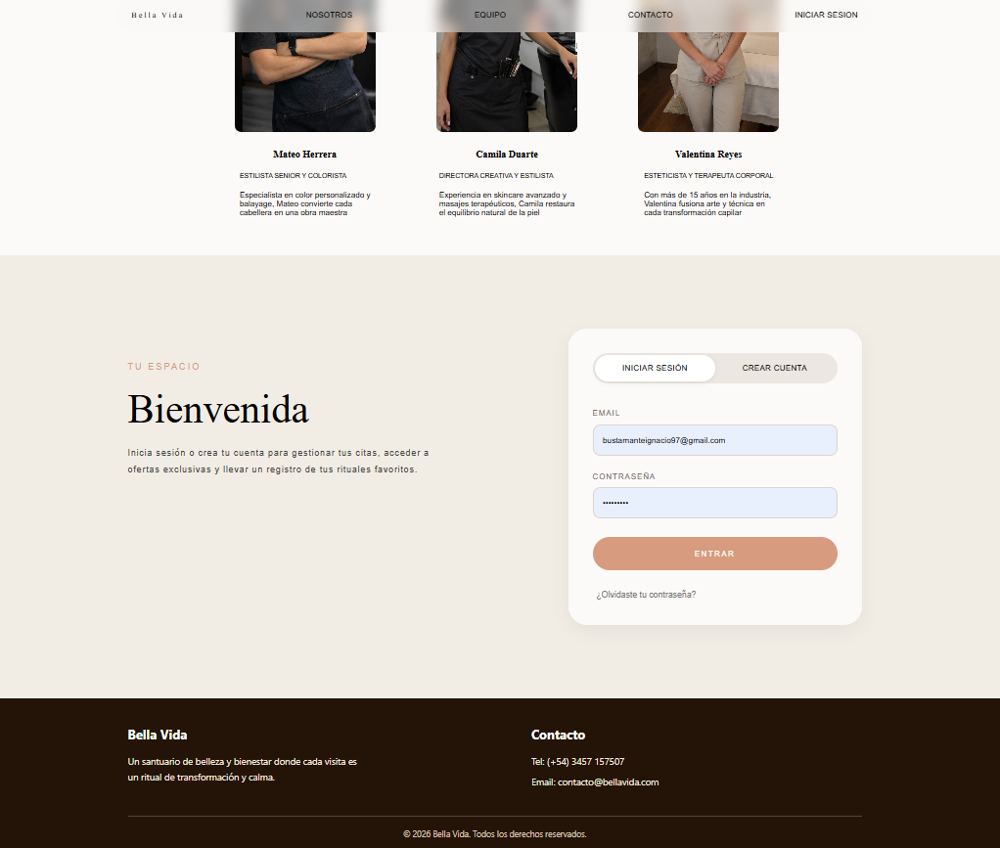 Bella Vida
NOSOTROS
EQUIPO
CONTACTO
INICIAR SESION
Mateo Herrera
ESTILISTA SENIOR Y COLORISTA
Especialista en color personalizado y
balayage, Mateo convierte cada
cabellera en una obra maestra
Camila Duarte
DIRECTORA CREATIVA Y ESTILISTA
Experiencia en skincare avanzado y
masajes terapéuticos, Camila restaura
el equilibrio natural de la piel
Valentina Reyes
ESTETICISTA Y TERAPEUTA CORPORAL
Con más de 15 años en la industria,
Valentina fusiona arte y técnica en
cada transformación capilar
TU ESPACIO
Bienvenida
Inicia sesión o crea tu cuenta para gestionar tus citas, acceder a
ofertas exclusivas y llevar un registro de tus rituales favoritos.
INICIAR SESIÓN
CREAR CUENTA
EMAIL
bustamanteignacio97@gmail.com
CONTRASEÑA
•••••••••
ENTRAR
¿Olvidaste tu contraseña?
Bella Vida
Un santuario de belleza y bienestar donde cada visita es
un ritual de transformación y calma.
Contacto
Tel: (+54) 3457 157507
Email: contacto@bellavida.com
© 2026 Bella Vida. Todos los derechos reservados.